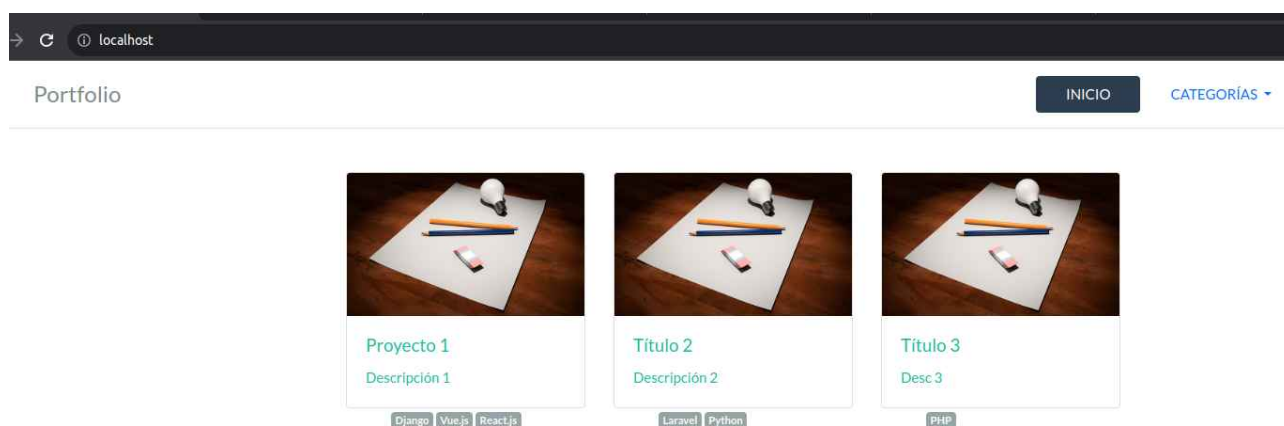 localhost
Portfolio INICIO CATEGORÍAS
Proyecto 1 Título 2 Título 3
Descripción 1 Descripción 2 Desc 3
Django Vue.js React.js Laravel Python PHP